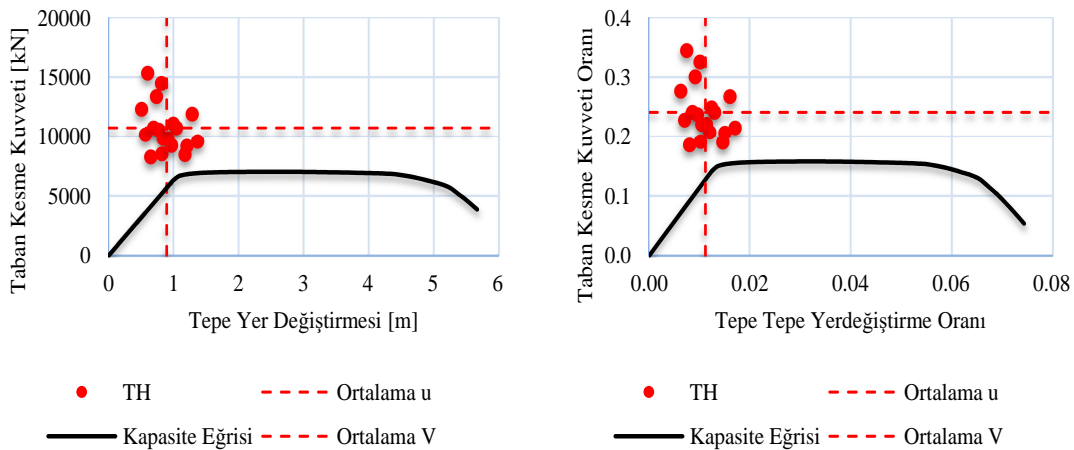 Taban Kesme Kuvveti [kN]
20000
15000
10000
5000
0
0 1 2 3 4 5 6
Tepe Yer Değiştirmesi [m]
TH
Ortalama u
Kapasite Eğrisi
Ortalama V
Taban Kesme Kuvveti Oranı
0.4
0.3
0.2
0.1
0.0
0.00 0.02 0.04 0.06 0.08
Tepe Tepe Yerdeğiştirme Oranı
TH
Ortalama u
Kapasite Eğrisi
Ortalama V